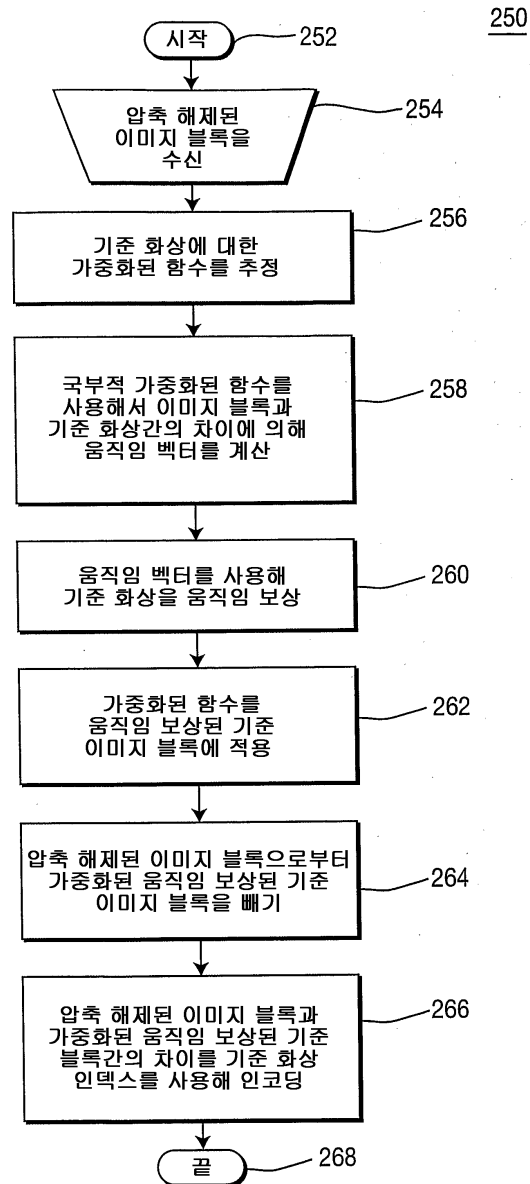 250
시작
252
압축 해제된
이미지 블록을
수신
254
기준 화상에 대한
가중화된 함수를 추정
256
국부적 가중화된 함수를
사용해서 이미지 블록과
기준 화상간의 차이에 의해
움직임 벡터를 계산
258
움직임 벡터를 사용해
기준 화상을 움직임 보상
260
가중화된 함수를
움직임 보상된 기준
이미지 블록에 적용
262
압축 해제된 이미지 블록으로부터
가중화된 움직임 보상된 기준
이미지 블록을 빼기
264
압축 해제된 이미지 블록과
가중화된 움직임 보상된 기준
블록간의 차이를 기준 화상
인덱스를 사용해 인코딩
266
끝
268